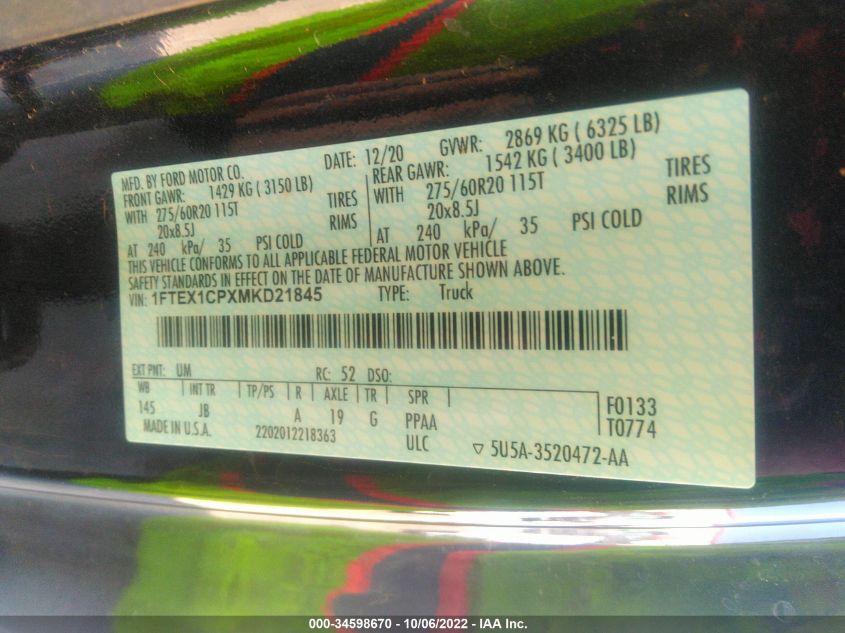 MFD. BY FORD MOTOR CO. DATE: 12/20 GVWR: 2869 KG ( 6325 LB)
FRONT GAWR: 1429 KG ( 3150 LB) REAR GAWR: 1542 KG ( 3400 LB)
WITH 275/60R20 115T TIRES WITH 275/60R20 115T TIRES
20x8.5J RIMS 20x8.5J RIMS
AT 240 kPa/ 35 PSI COLD AT 240 kPa/ 35 PSI COLD
THIS VEHICLE CONFORMS TO ALL APPLICABLE FEDERAL MOTOR VEHICLE
SAFETY STANDARDS IN EFFECT ON THE DATE OF MANUFACTURE SHOWN ABOVE.
VIN: 1FTEX1CPXMKD21845 TYPE: Truck
EXT PNT: UM RC: 52 DSO:
WB INT TR TP/PS R AXLE TR SPR
145 JB A 19 G PPAA F0133
MADE IN U.S.A. 2202012218363 ULC T0774
▽ 5U5A-3520472-AA
000-34598670 - 10/06/2022 - IAA Inc.